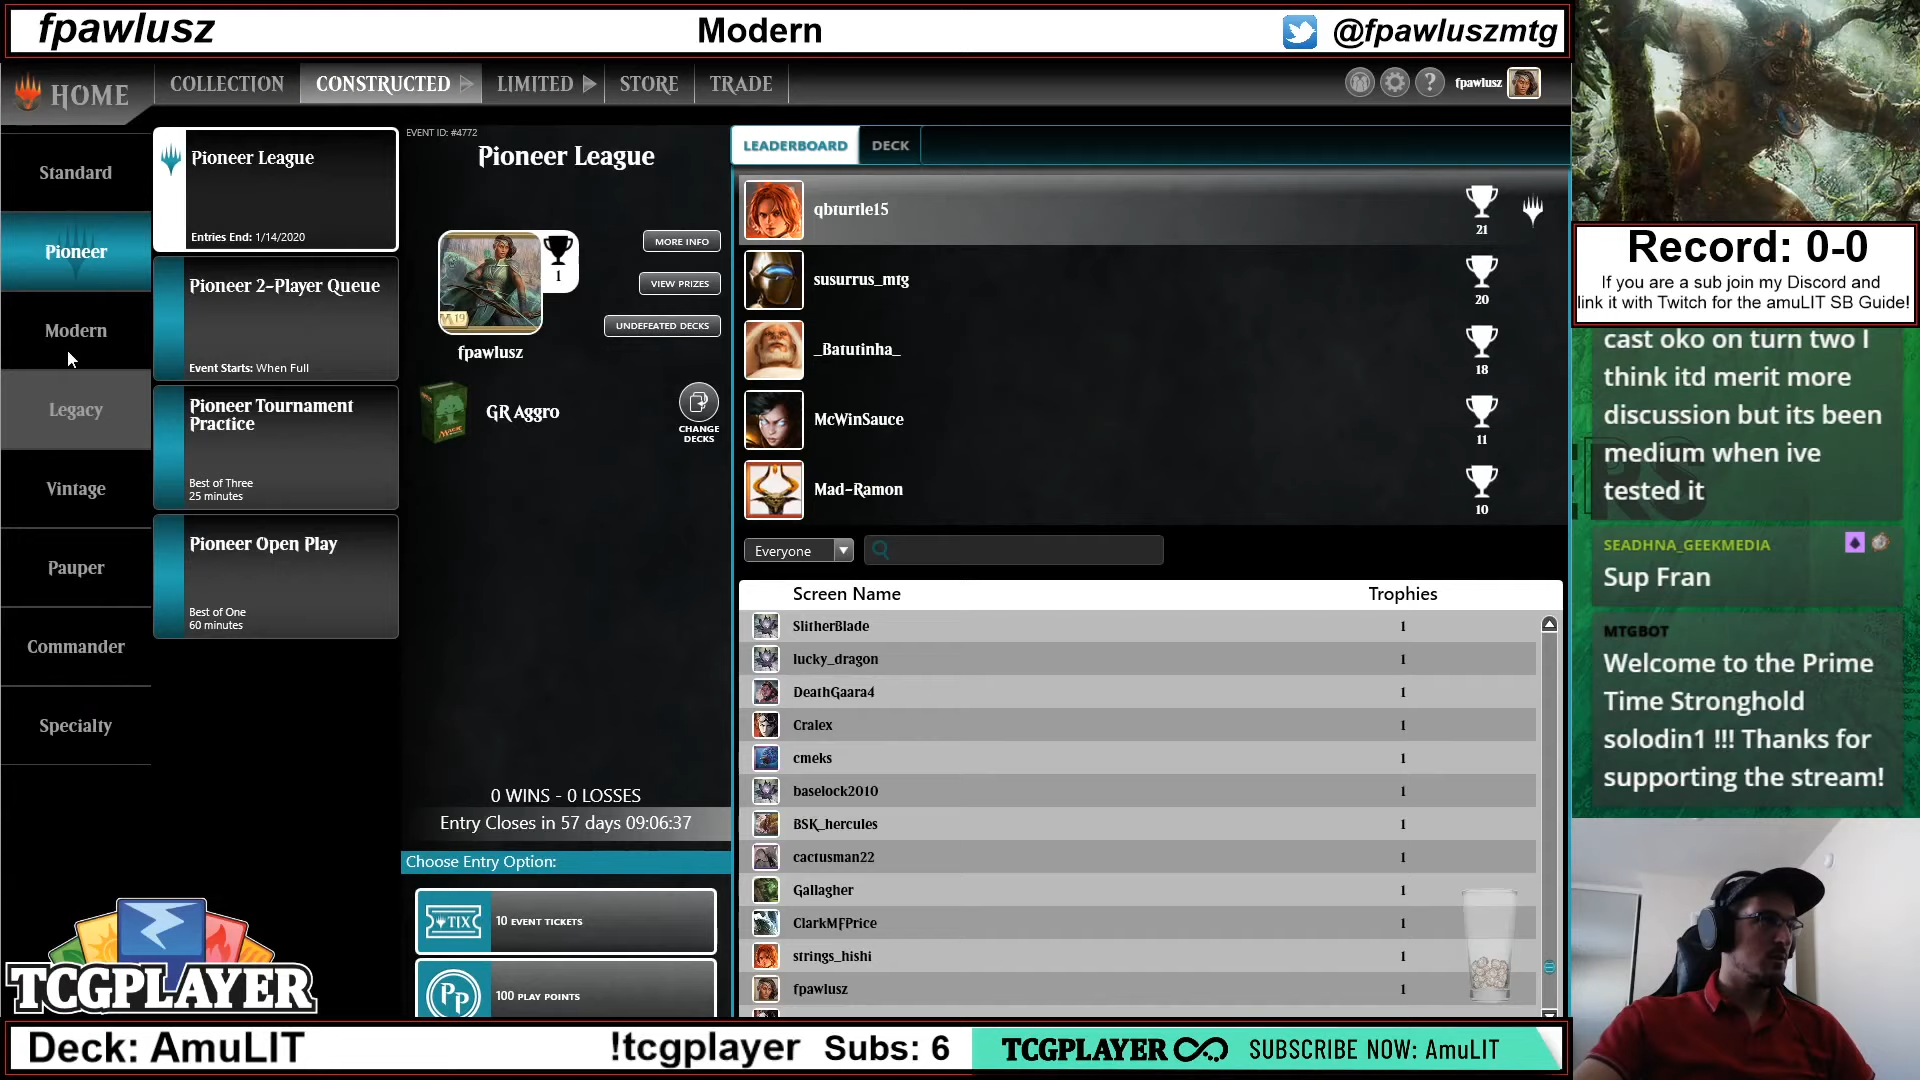 fpawlusz
Modern
@fpawluszmtg
HOME
COLLECTION
CONSTRUCTED
LIMITED
STORE
TRADE
fpawlusz
Standard
Pioneer
Modern
Legacy
Vintage
Pauper
Commander
Specialty
Pioneer League
Entries End: 1/14/2020
Pioneer 2-Player Queue
Event Starts: When Full
Pioneer Tournament
Practice
Best of Three
25 minutes
Pioneer Open Play
Best of One
60 minutes
EVENT ID: #4772
Pioneer League
1
M19
fpawlusz
MORE INFO
VIEW PRIZES
UNDEFEATED DECKS
GR Aggro
CHANGE
DECKS
0 WINS - 0 LOSSES
Entry Closes in 57 days 09:06:37
Choose Entry Option:
TIX
10 EVENT TICKETS
PP
100 PLAY POINTS
LEADERBOARD
DECK
qbturtle15
21
susurrus_mtg
20
_Batutinha_
18
McWinSauce
11
Mad-Ramon
10
Everyone
Screen Name Trophies
SlitherBlade 1
lucky_dragon 1
DeathGaara4 1
Cralex 1
cmeks 1
baselock2010 1
BSK_hercules 1
cactusman22 1
Gallagher 1
ClarkMFPrice 1
strings_hishi 1
fpawlusz 1
Record: 0-0
If you are a sub join my Discord and
link it with Twitch for the amuLIT SB Guide!
cast oko on turn two I
think itd merit more
discussion but its been
medium when ive
tested it
SEADHNA_GEEKMEDIA
Sup Fran
MTGBOT
Welcome to the Prime
Time Stronghold
solodin1 !!! Thanks for
supporting the stream!
TCGPLAYER
Deck: AmuLIT
!tcgplayer
Subs: 6
TCGPLAYER
SUBSCRIBE NOW: AmuLIT